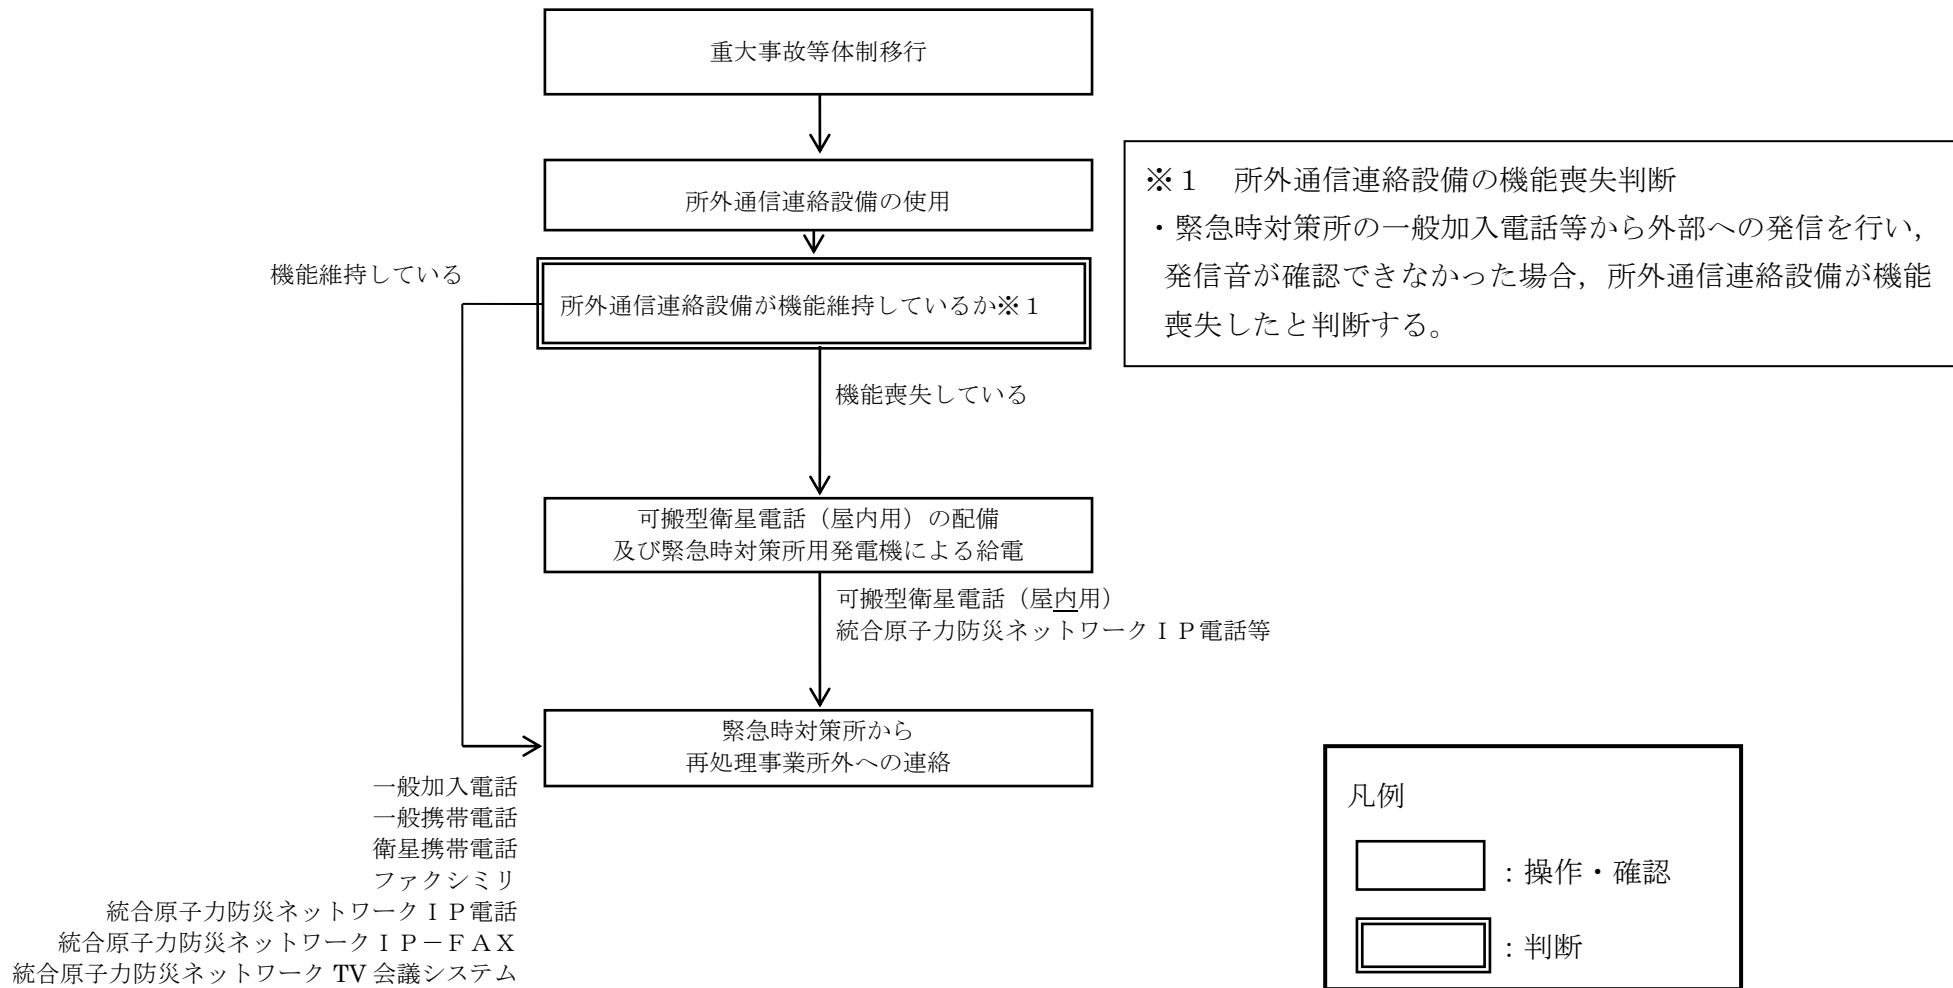 重大事故等体制移行
所外通信連絡設備の使用
機能維持している
所外通信連絡設備が機能維持しているか※１
機能喪失している
可搬型衛星電話（屋内用）の配備
及び緊急時対策所用発電機による給電
可搬型衛星電話（屋内用）
統合原子力防災ネットワークＩＰ電話等
緊急時対策所から
再処理事業所外への連絡
一般加入電話
一般携帯電話
衛星携帯電話
ファクシミリ
統合原子力防災ネットワークＩＰ電話
統合原子力防災ネットワークＩＰ－ＦＡＸ
統合原子力防災ネットワーク TV 会議システム
※１　所外通信連絡設備の機能喪失判断
・緊急時対策所の一般加入電話等から外部への発信を行い，
発信音が確認できなかった場合，所外通信連絡設備が機能
喪失したと判断する。
凡例
：操作・確認
：判断